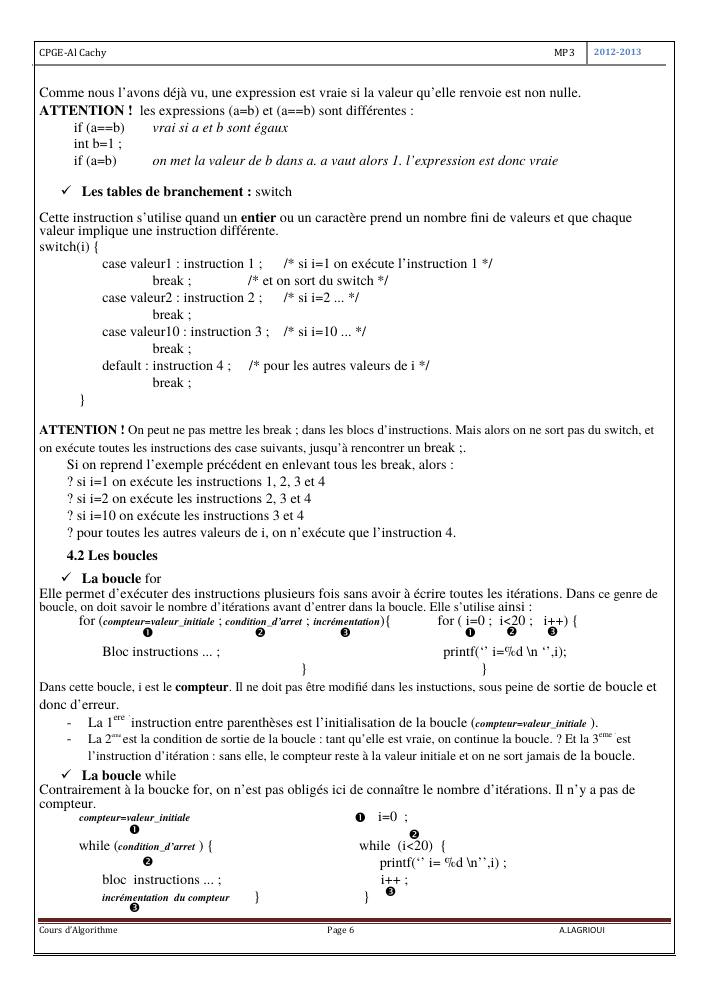 CPGE-Al Cachy MP3 2012-2013
Comme nous l’avons déjà vu, une expression est vraie si la valeur qu’elle renvoie est non nulle.
ATTENTION ! les expressions (a=b) et (a==b) sont différentes :
if (a==b) vrai si a et b sont égaux
int b=1 ;
if (a=b) on met la valeur de b dans a. a vaut alors 1. l’expression est donc vraie
✓ Les tables de branchement : switch
Cette instruction s’utilise quand un entier ou un caractère prend un nombre fini de valeurs et que chaque
valeur implique une instruction différente.
switch(i) {
case valeur1 : instruction 1 ; /* si i=1 on exécute l’instruction 1 */
break ; /* et on sort du switch */
case valeur2 : instruction 2 ; /* si i=2 ... */
break ;
case valeur10 : instruction 3 ; /* si i=10 ... */
break ;
default : instruction 4 ; /* pour les autres valeurs de i */
break ;
}
ATTENTION ! On peut ne pas mettre les break ; dans les blocs d’instructions. Mais alors on ne sort pas du switch, et
on exécute toutes les instructions des case suivants, jusqu’à rencontrer un break ;.
Si on reprend l’exemple précédent en enlevant tous les break, alors :
? si i=1 on exécute les instructions 1, 2, 3 et 4
? si i=2 on exécute les instructions 2, 3 et 4
? si i=10 on exécute les instructions 3 et 4
? pour toutes les autres valeurs de i, on n’exécute que l’instruction 4.
4.2 Les boucles
✓ La boucle for
Elle permet d’exécuter des instructions plusieurs fois sans avoir à écrire toutes les itérations. Dans ce genre de
boucle, on doit savoir le nombre d’itérations avant d’entrer dans la boucle. Elle s’utilise ainsi :
for (compteur=valeur_initiale ; condition_d’arret ; incrémentation){ for ( i=0 ; i<20 ; i++) {
❶ ❷ ❸ ❶ ❷ ❸
Bloc instructions ... ; printf(‘’ i=%d \n ‘’,i);
} }
Dans cette boucle, i est le compteur. Il ne doit pas être modifié dans les instuctions, sous peine de sortie de boucle et
donc d’erreur.
- La 1ere instruction entre parenthèses est l’initialisation de la boucle (compteur=valeur_initiale ).
- La 2eme est la condition de sortie de la boucle : tant qu’elle est vraie, on continue la boucle. ? Et la 3eme est
l’instruction d’itération : sans elle, le compteur reste à la valeur initiale et on ne sort jamais de la boucle.
✓ La boucle while
Contrairement à la boucke for, on n’est pas obligés ici de connaître le nombre d’itérations. Il n’y a pas de
compteur.
compteur=valeur_initiale ❶ i=0 ;
❶ ❷
while (condition_d’arret ) { while (i<20) {
❷ printf(‘’ i= %d \n’’,i) ;
bloc instructions ... ; i++ ;
incrémentation du compteur } } ❸
❸
Cours d’Algorithme Page 6 A.LAGRIOUI